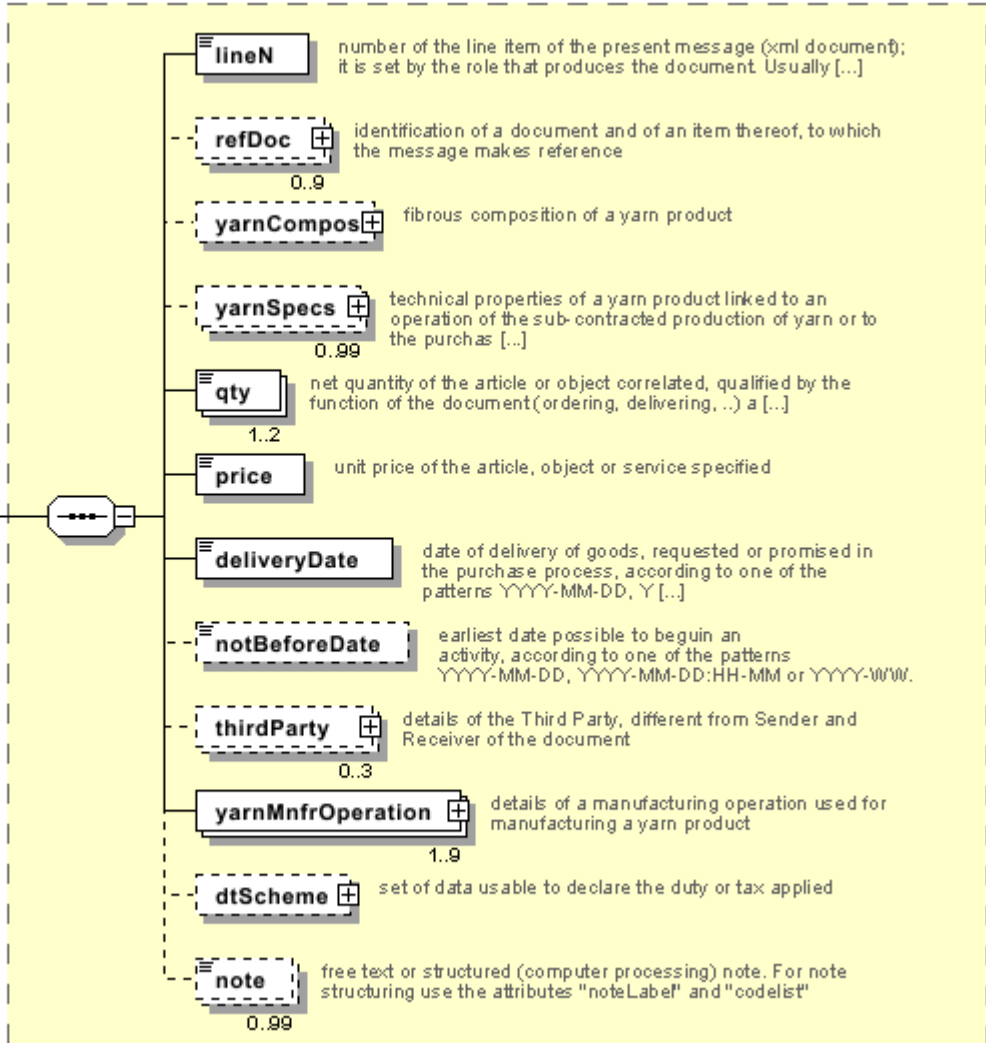 lineN
number of the line item of the present message (xml document);
it is set by the role that produces the document. Usually [...]
refDoc
identification of a document and of an item thereof, to which
the message makes reference
0..9
yarnCompos
fibrous composition of a yarn product
yarnSpecs
technical properties of a yarn product linked to an
operation of the sub-contracted production of yarn or to
the purchas [...]
0..99
qty
net quantity of the article or object correlated, qualified by the
function of the document (ordering, delivering, ..) a [...]
1..2
price
unit price of the article, object or service specified
deliveryDate
date of delivery of goods, requested or promised in
the purchase process, according to one of the
patterns YYYY-MM-DD, Y [...]
notBeforeDate
earliest date possible to beguin an
activity, according to one of the patterns
YYYY-MM-DD, YYYY-MM-DD:HH-MM or YYYY-WW.
thirdParty
details of the Third Party, different from Sender and
Receiver of the document
0..3
yarnMnfrOperation
details of a manufacturing operation used for
manufacturing a yarn product
1..9
dtScheme
set of data usable to declare the duty or tax applied
note
free text or structured (computer processing) note. For note
structuring use the attributes "noteLabel" and "codelist"
0..99